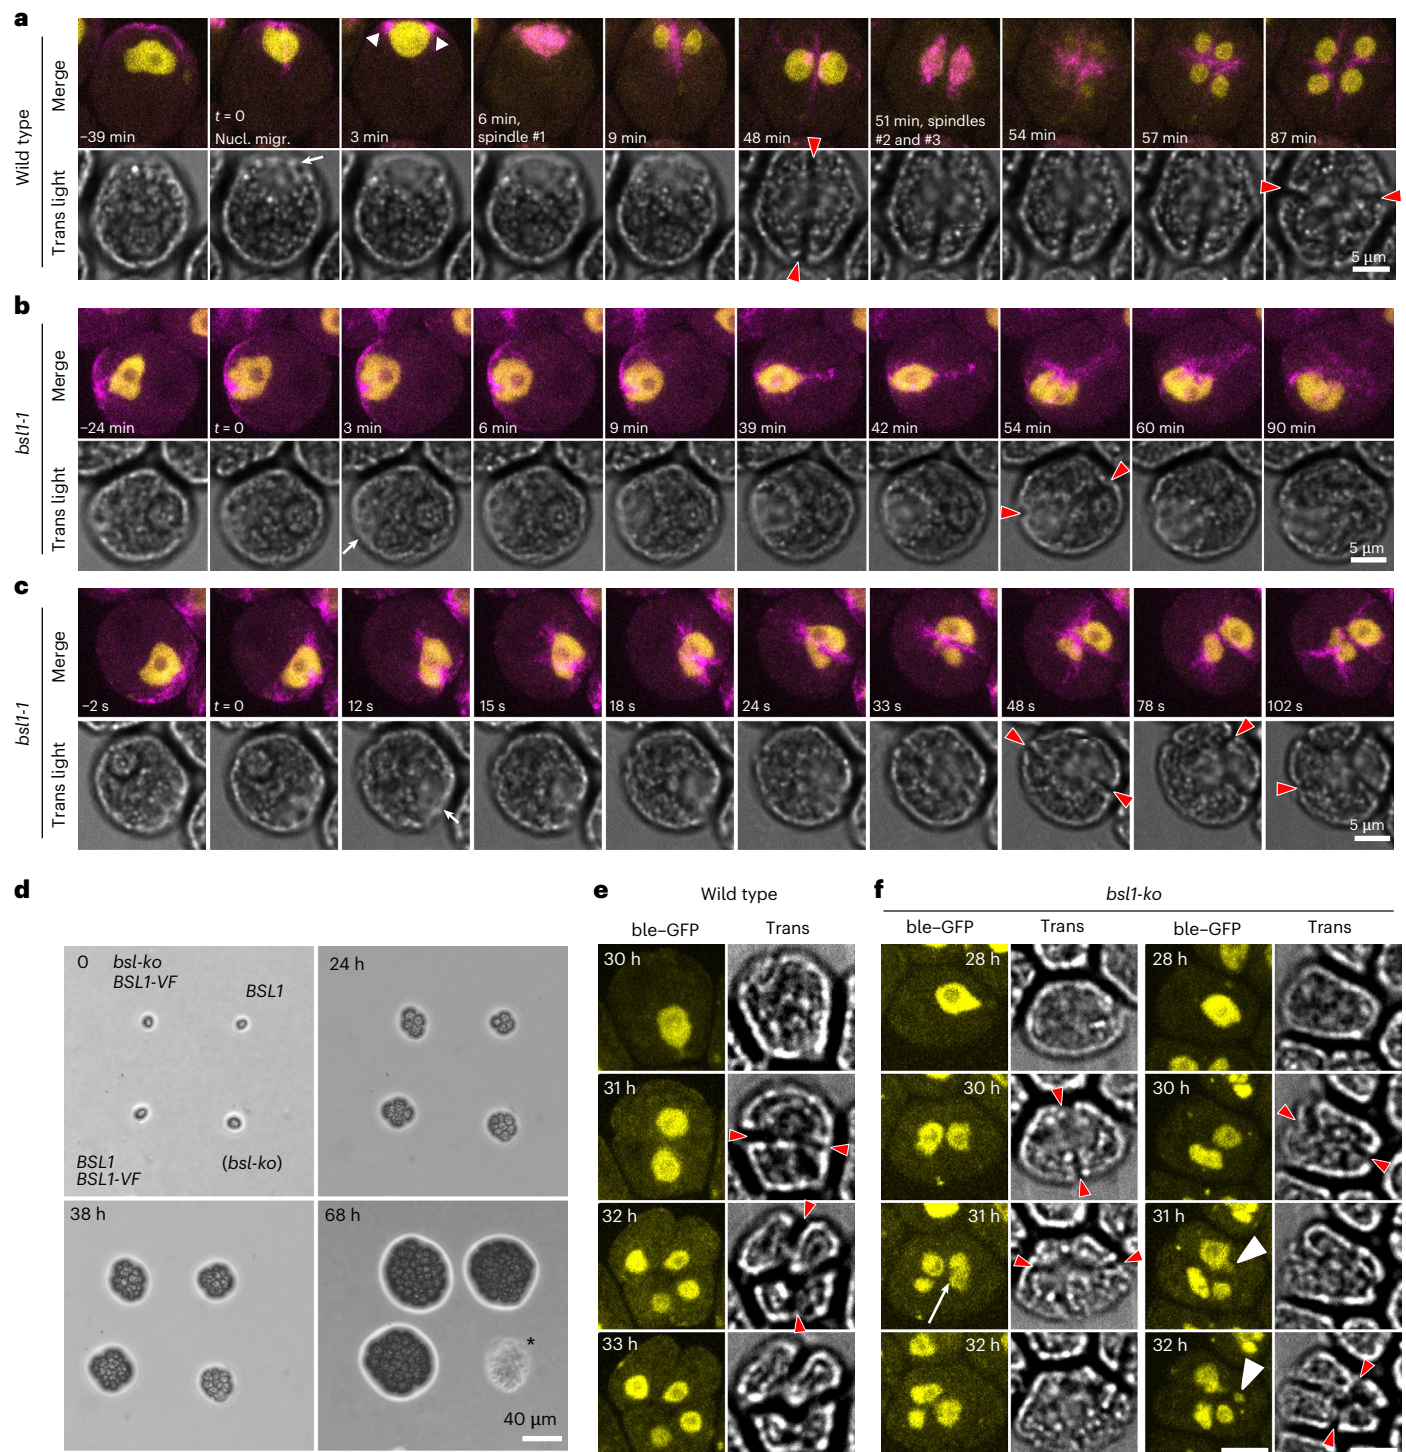 a
Wild type
Merge
Trans light
–39 min
t = 0
Nucl. migr.
3 min
6 min,
spindle #1
9 min
48 min
51 min, spindles
#2 and #3
54 min
57 min
87 min
5 µm
b
bsl1-1
Merge
Trans light
–24 min
t = 0
3 min
6 min
9 min
39 min
42 min
54 min
60 min
90 min
5 µm
c
bsl1-1
Merge
Trans light
–2 s
t = 0
12 s
15 s
18 s
24 s
33 s
48 s
78 s
102 s
5 µm
d
0
bsl-ko
BSL1-VF
BSL1
BSL1
BSL1-VF
(bsl-ko)
24 h
38 h
68 h
*
40 µm
e
Wild type
ble–GFP
Trans
30 h
31 h
32 h
33 h
f
bsl1-ko
ble–GFP
Trans
ble–GFP
Trans
28 h
28 h
30 h
30 h
31 h
31 h
32 h
32 h